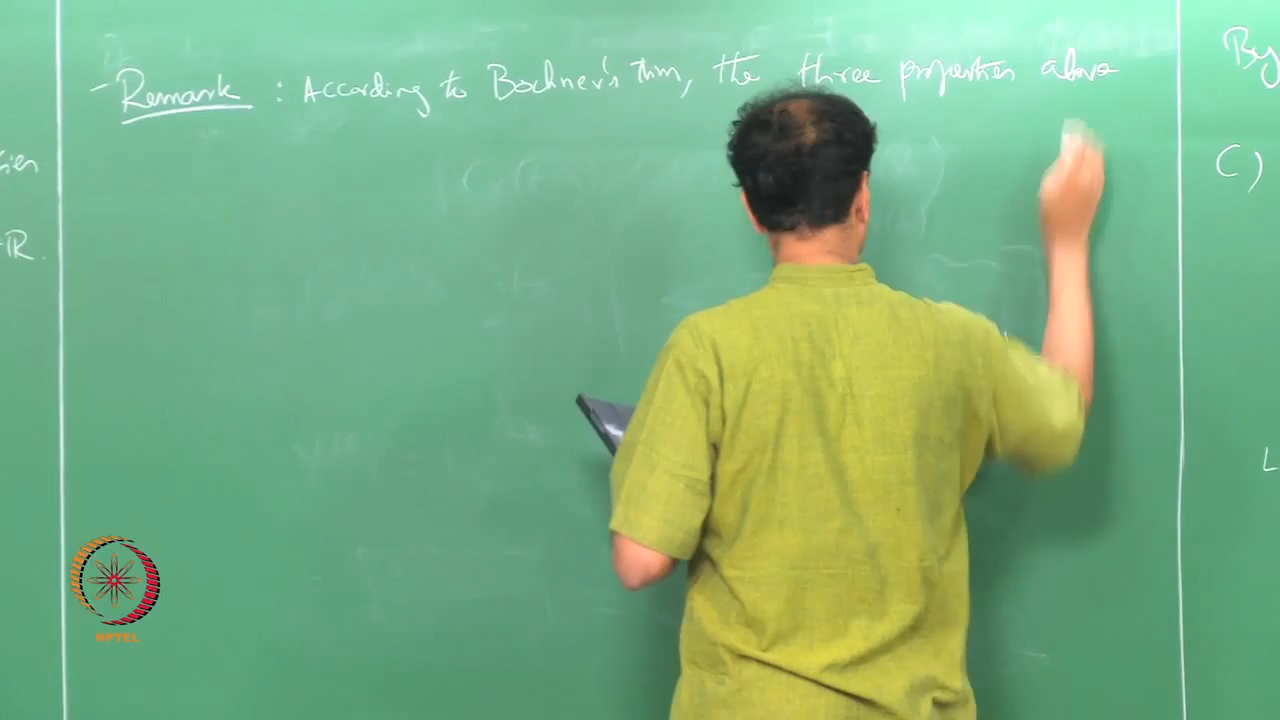 - Remark : According to Bochner's thm, the three properties above
By
C)
R.
L
NPTEL